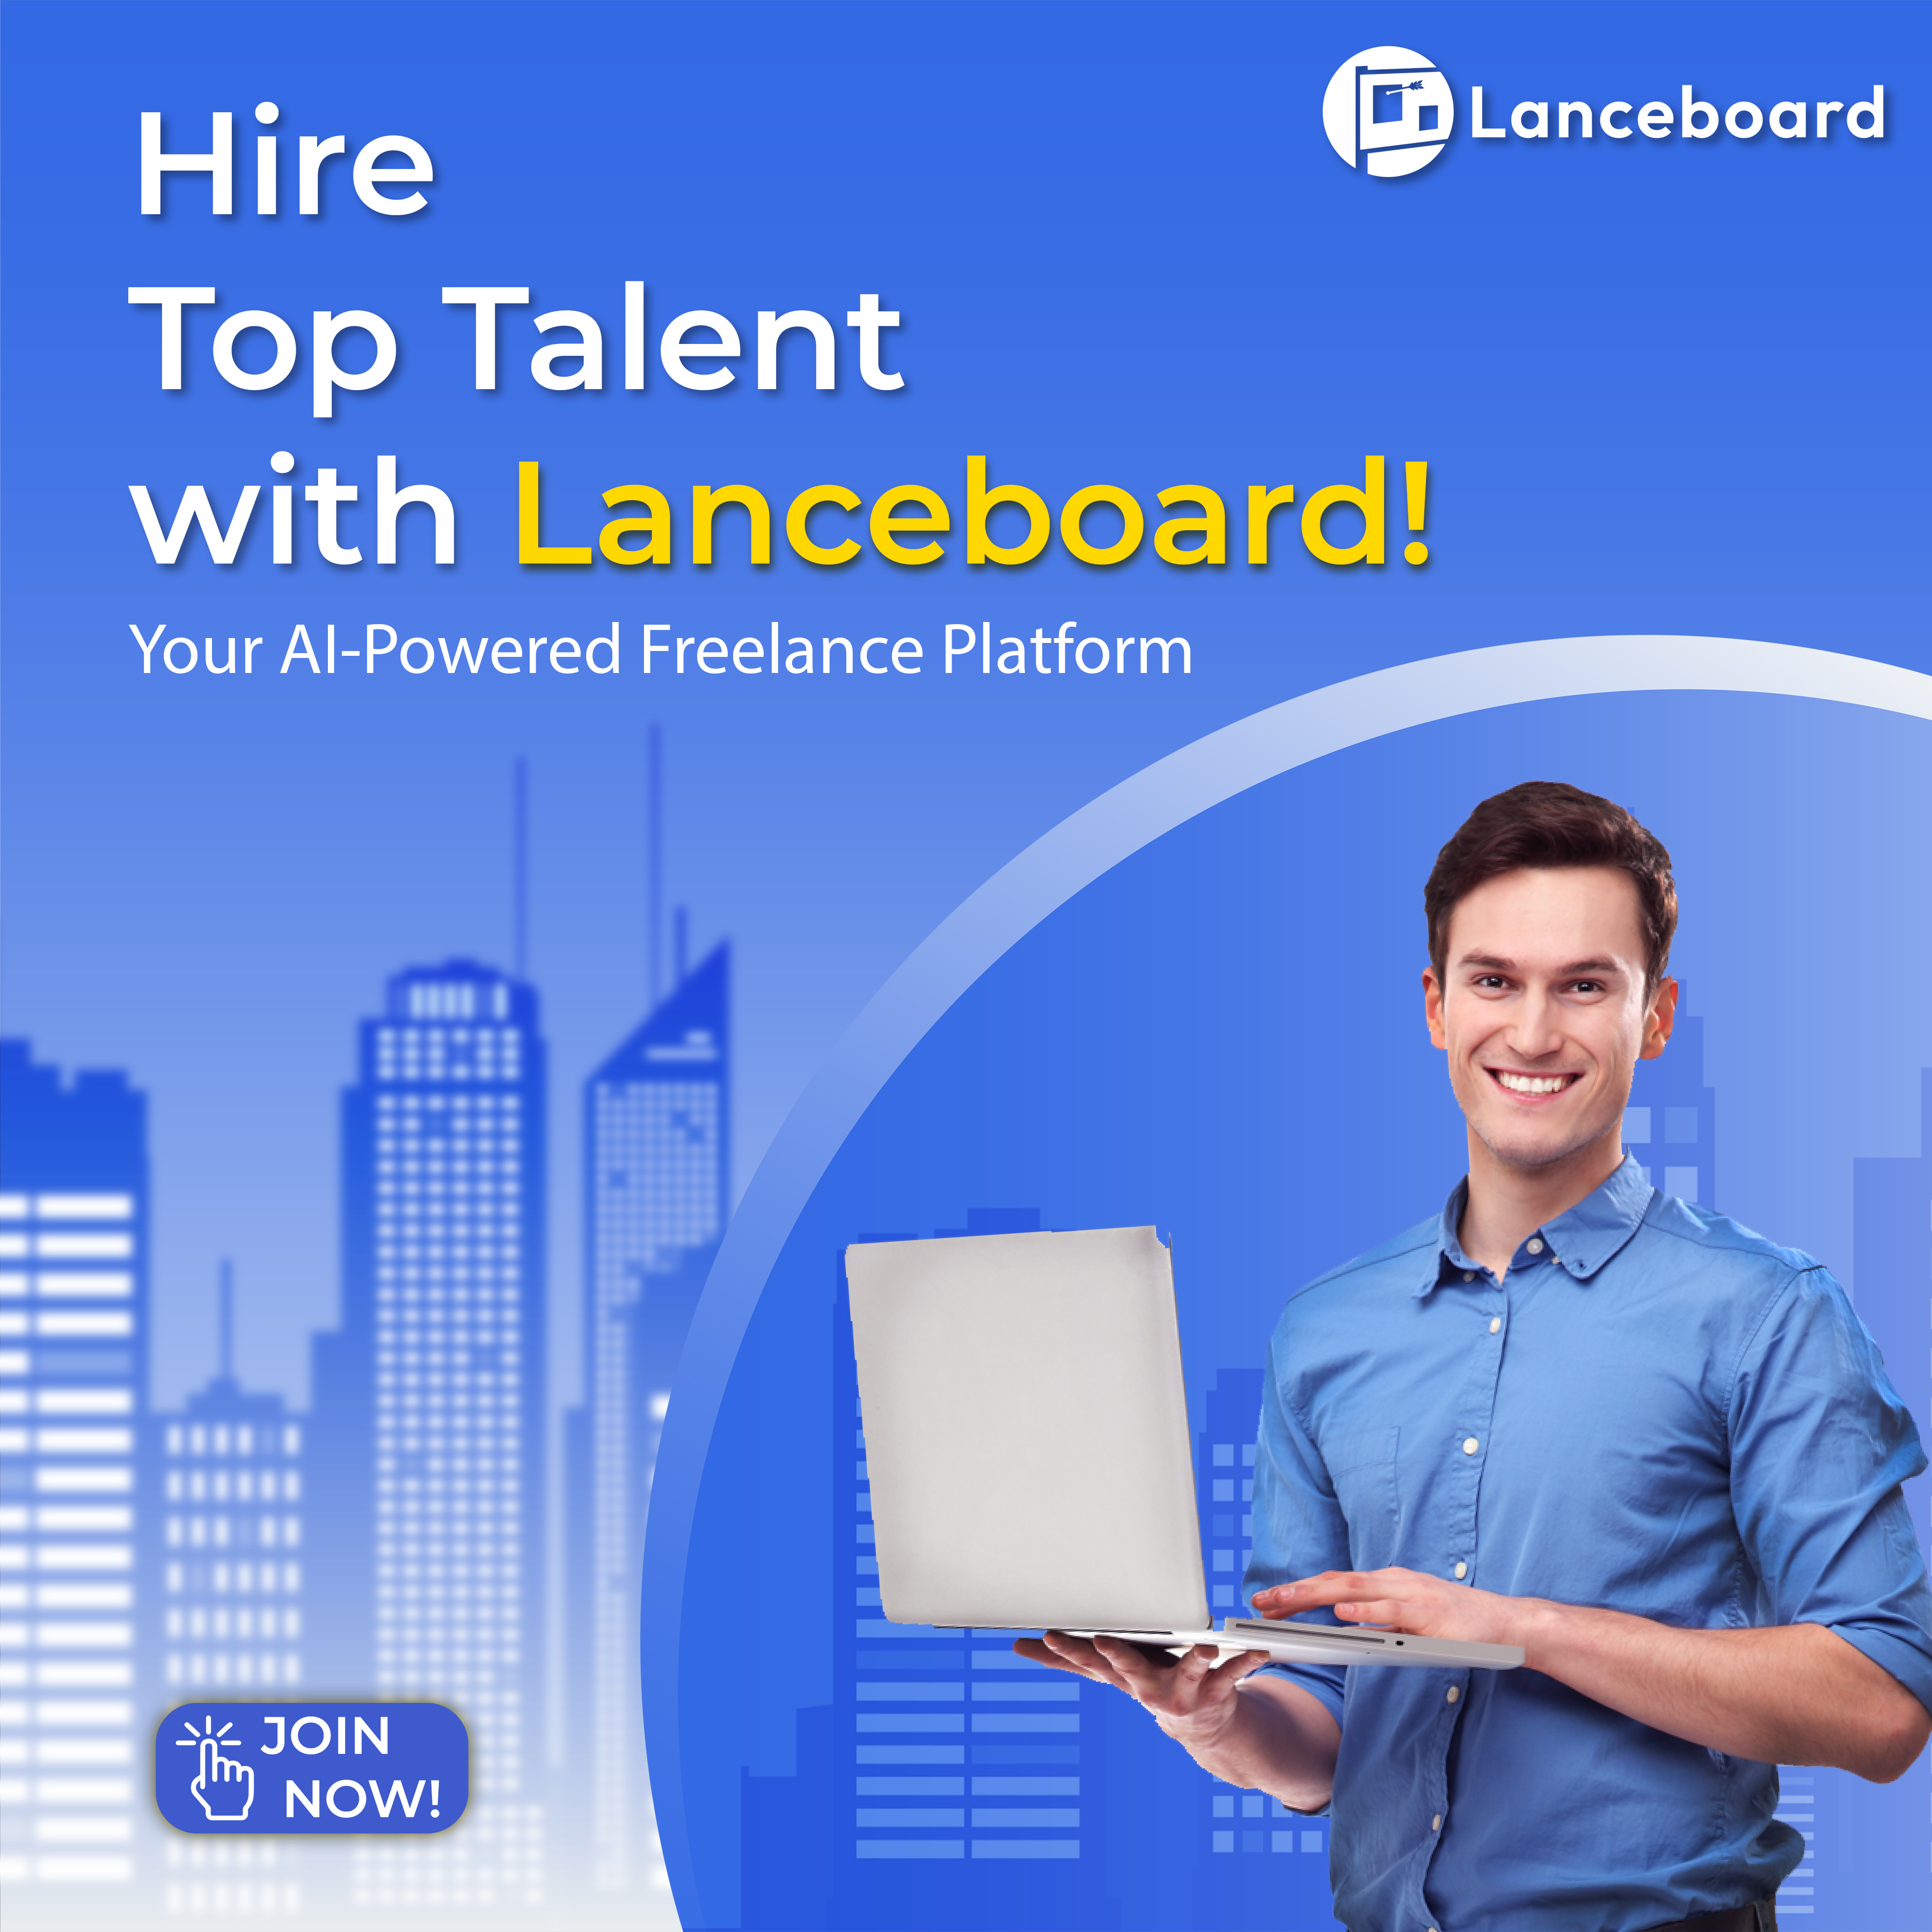 Lanceboard
Hire
Top Talent
with Lanceboard!
Your AI-Powered Freelance Platform
JOIN
NOW!